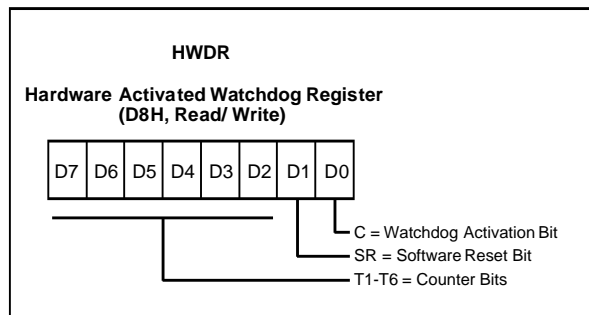 HWDR
Hardware Activated Watchdog Register
(D8H, Read/ Write)
D7 D6 D5 D4 D3 D2 D1 D0
C = Watchdog Activation Bit
SR = Software Reset Bit
T1-T6 = Counter Bits